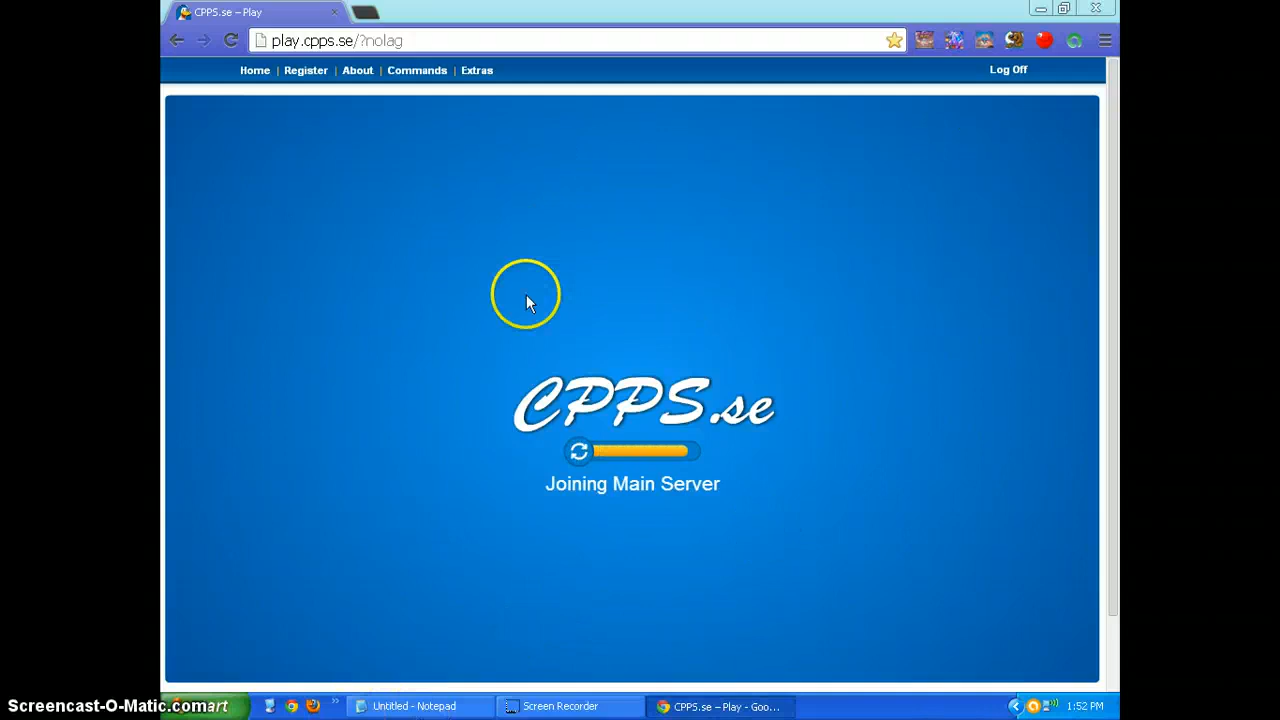 CPPS.se – Play
play.cpps.se/?nolag
Home | Register | About | Commands | Extras
Log Off
CPPS.se
Joining Main Server
Screencast-O-Matic.com
art
Untitled - Notepad
Screen Recorder
CPPS.se – Play - Goo...
1:52 PM